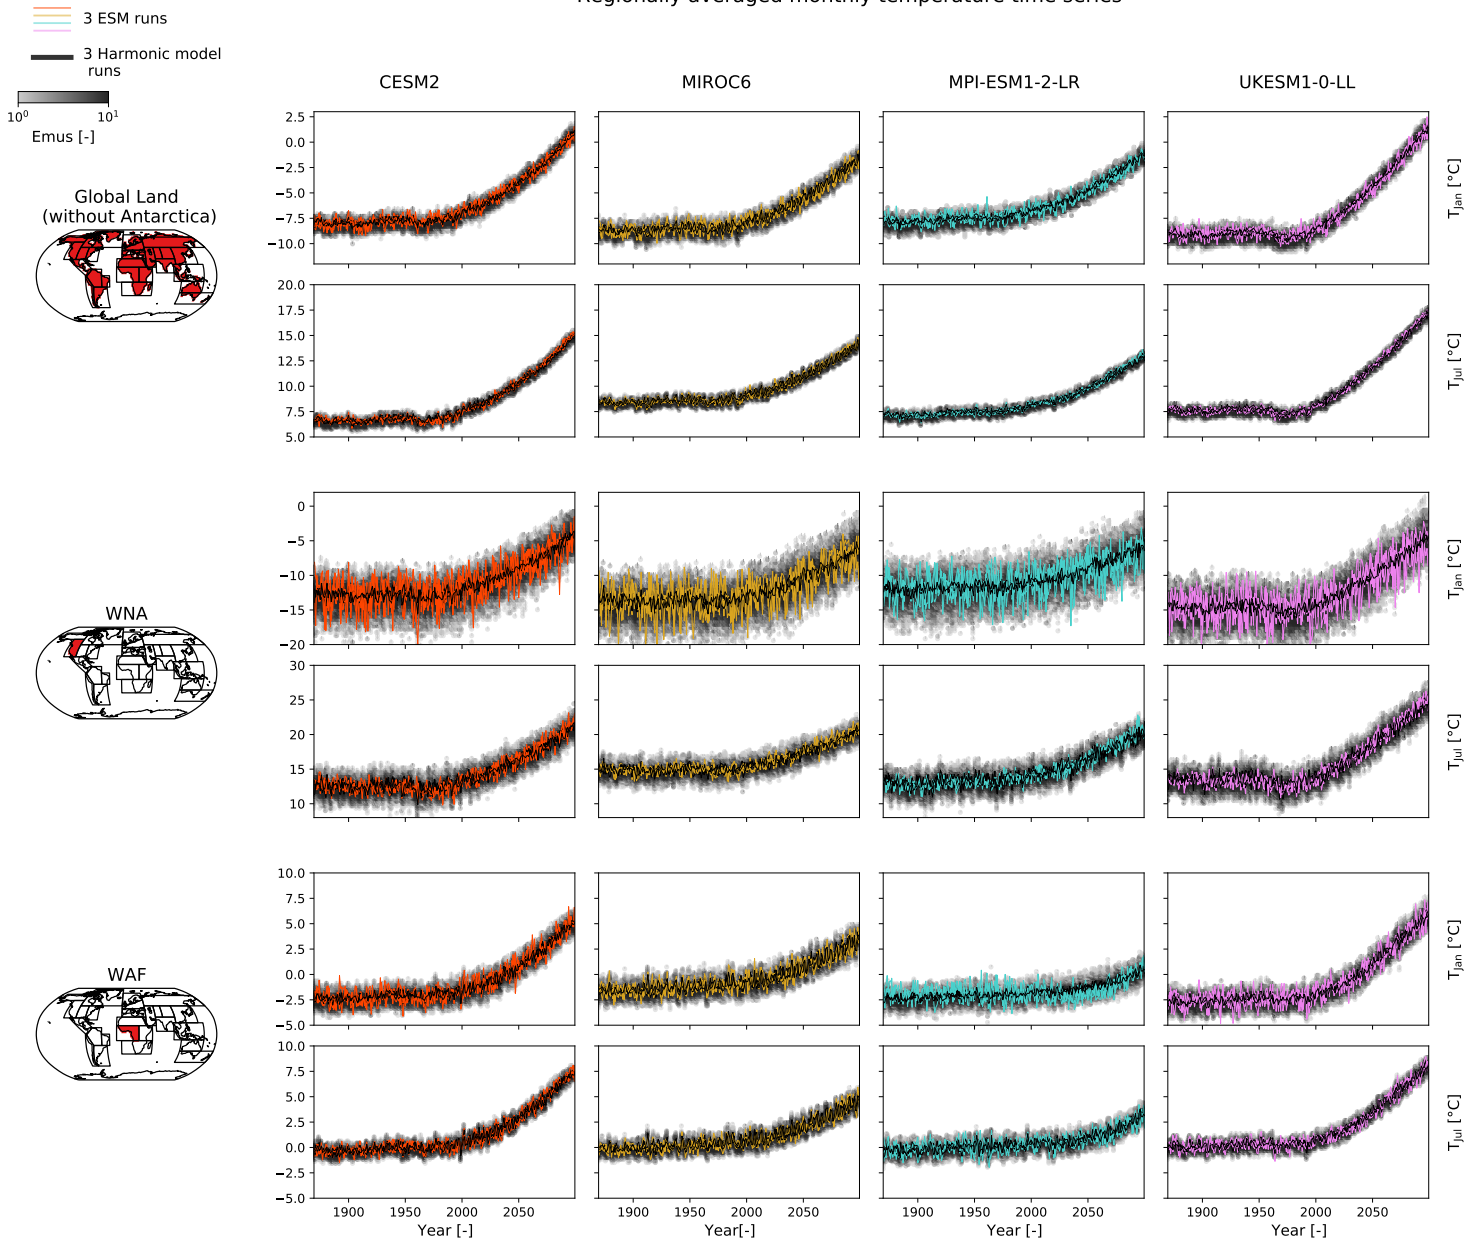 Regionally averaged monthly temperature time series
3 ESM runs
3 Harmonic model
runs
10⁰ 10¹
Emus [-]
CESM2 MIROC6 MPI-ESM1-2-LR UKESM1-0-LL
Global Land
(without Antarctica)
2.5
0.0
−2.5
−5.0
−7.5
−10.0
T_Jan [°C]
20.0
17.5
15.0
12.5
10.0
7.5
5.0
T_Jul [°C]
WNA
0
−5
−10
−15
−20
T_Jan [°C]
30
25
20
15
10
T_Jul [°C]
WAF
10.0
7.5
5.0
2.5
0.0
−2.5
−5.0
T_Jan [°C]
10.0
7.5
5.0
2.5
0.0
−2.5
−5.0
T_Jul [°C]
1900 1950 2000 2050 1900 1950 2000 2050 1900 1950 2000 2050 1900 1950 2000 2050
Year [-] Year[-] Year [-] Year [-]